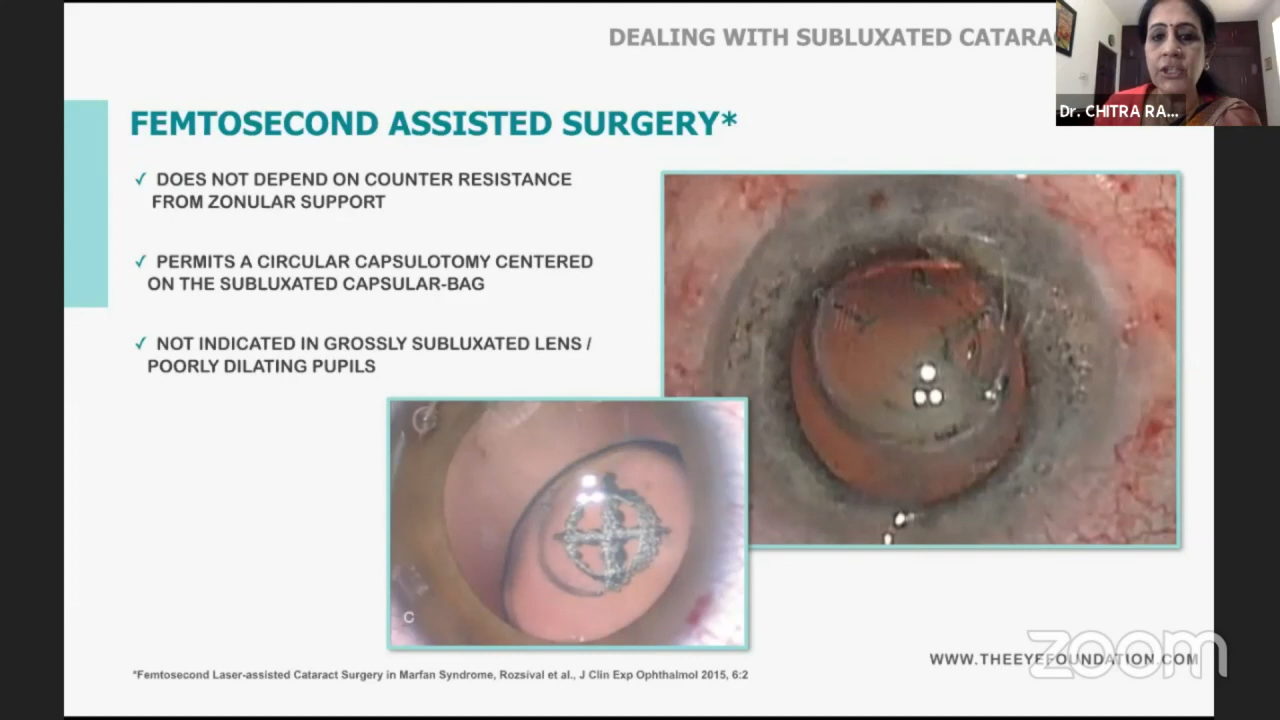 DEALING WITH SUBLUXATED
Dr. CHITRA RA...
FEMTOSECOND ASSISTED SURGERY*
✓ DOES NOT DEPEND ON COUNTER RESISTANCE
FROM ZONULAR SUPPORT
✓ PERMITS A CIRCULAR CAPSULOTOMY CENTERED
ON THE SUBLUXATED CAPSULAR-BAG
✓ NOT INDICATED IN GROSSLY SUBLUXATED LENS /
POORLY DILATING PUPILS
C
WWW.THEEYEFOUNDATION.COM
zoom
*Femtosecond Laser-assisted Cataract Surgery in Marfan Syndrome, Rozsíval et al., J Clin Exp Ophthalmol 2015, 6:2